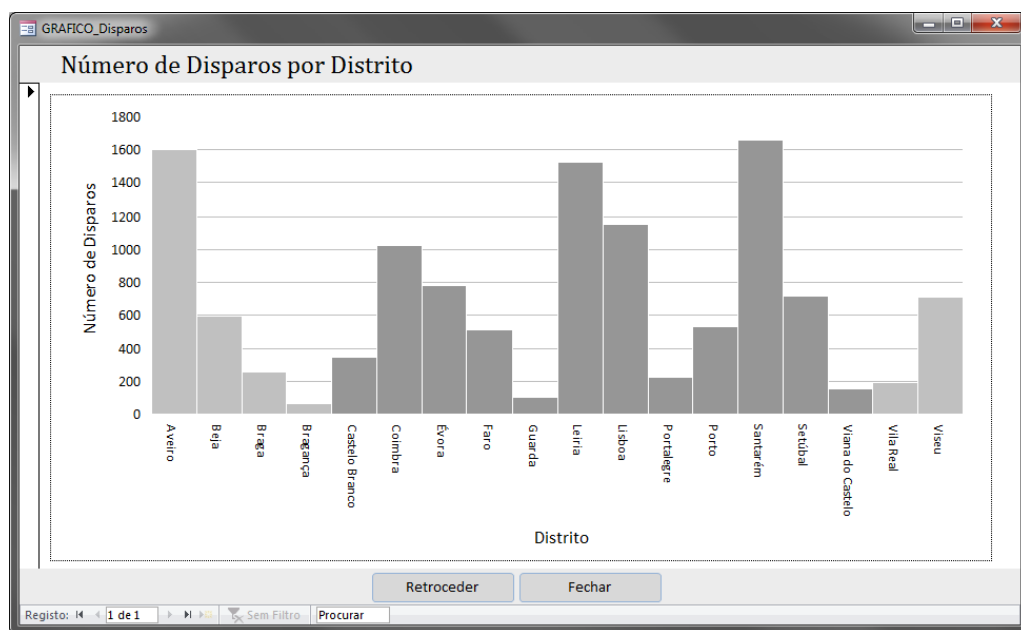 GRAFICO_Disparos
Número de Disparos por Distrito
1800
1600
1400
1200
1000
800
600
400
200
0
Número de Disparos
Aveiro
Beja
Braga
Bragança
Castelo Branco
Coimbra
Évora
Faro
Guarda
Leiria
Lisboa
Portalegre
Porto
Santarém
Setúbal
Viana do Castelo
Vila Real
Viseu
Distrito
Retroceder Fechar
Registo: 1 de 1 Sem Filtro Procurar